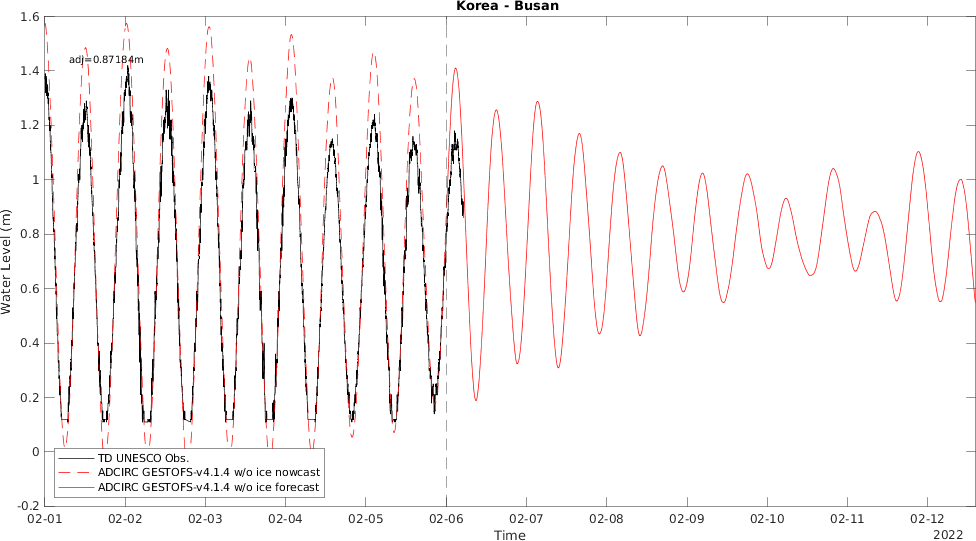 Korea - Busan
1.6
1.4
1.2
1
0.8
0.6
0.4
0.2
0
-0.2
Water Level (m)
adj=0.87184m
TD UNESCO Obs.
ADCIRC GESTOFS-v4.1.4 w/o ice nowcast
ADCIRC GESTOFS-v4.1.4 w/o ice forecast
02-01 02-02 02-03 02-04 02-05 02-06 02-07 02-08 02-09 02-10 02-11 02-12
Time
2022